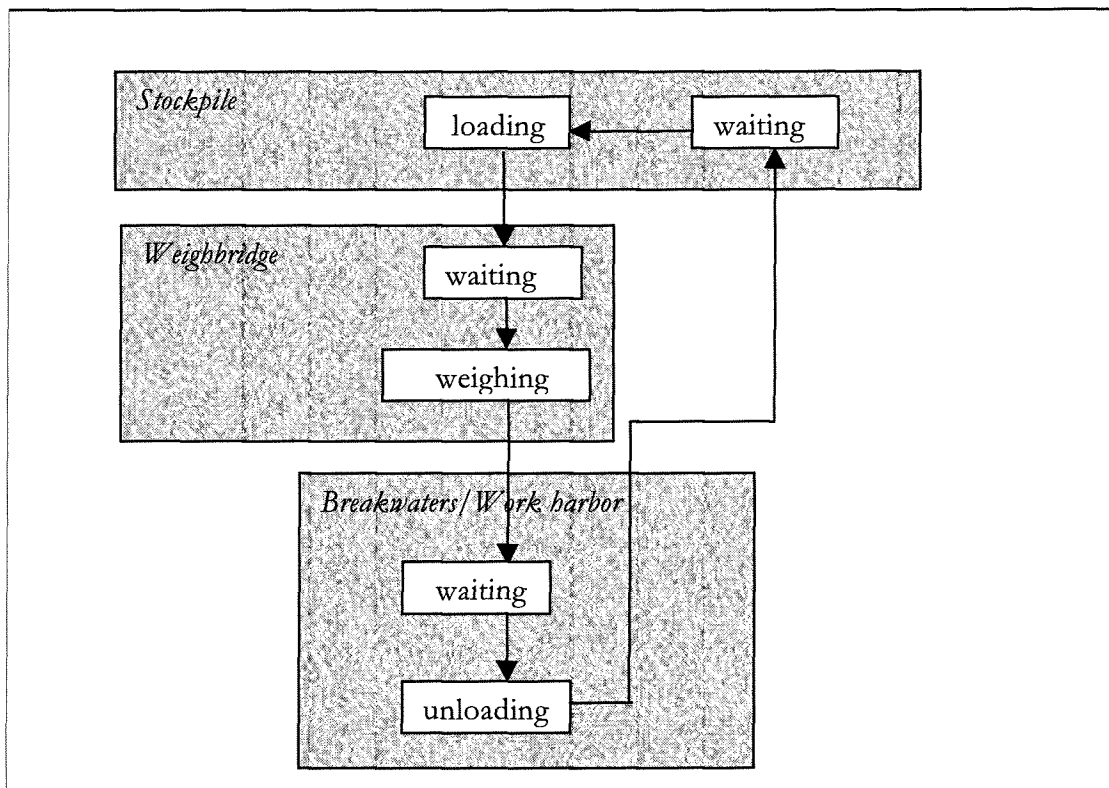 Stockpile
loading
waiting
Weighbridge
waiting
weighing
Breakwaters/Work harbor
waiting
unloading